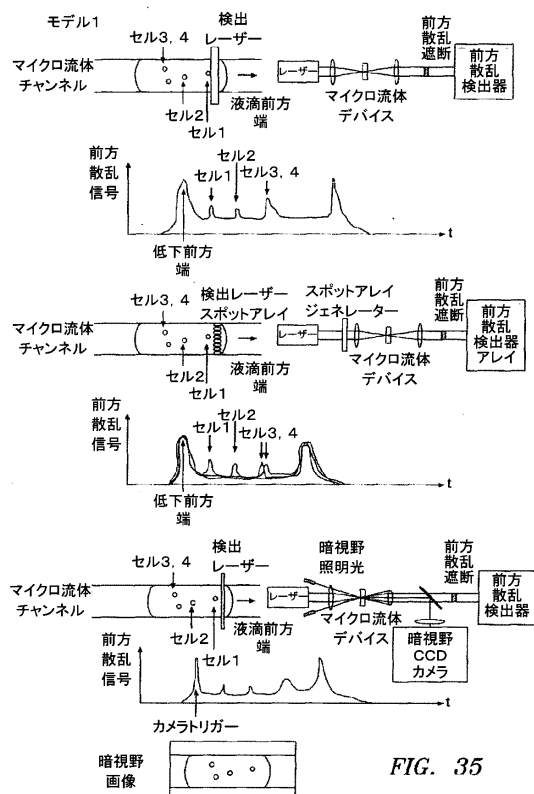 モデル1
セル3, 4
検出
レーザー
マイクロ流体
チャンネル
セル2
セル1
液滴前方
端
レーザー
マイクロ流体
デバイス
前方
散乱
遮断
前方
散乱
検出器
前方
散乱
信号
セル1
セル2
セル3, 4
t
低下前方
端
セル3, 4
検出レーザー
スポットアレイ
マイクロ流体
チャンネル
セル2
セル1
液滴前方
端
スポットアレイ
ジェネレーター
レーザー
マイクロ流体
デバイス
前方
散乱
遮断
前方
散乱
検出器
アレイ
前方
散乱
信号
セル1
セル2
セル3, 4
t
低下前方
端
セル3, 4
検出
レーザー
マイクロ流体
チャンネル
セル2
セル1
液滴前方
端
暗視野
照明光
レーザー
マイクロ流体
デバイス
前方
散乱
遮断
前方
散乱
検出器
暗視野
CCD
カメラ
前方
散乱
信号
t
カメラトリガー
暗視野
画像
FIG. 35